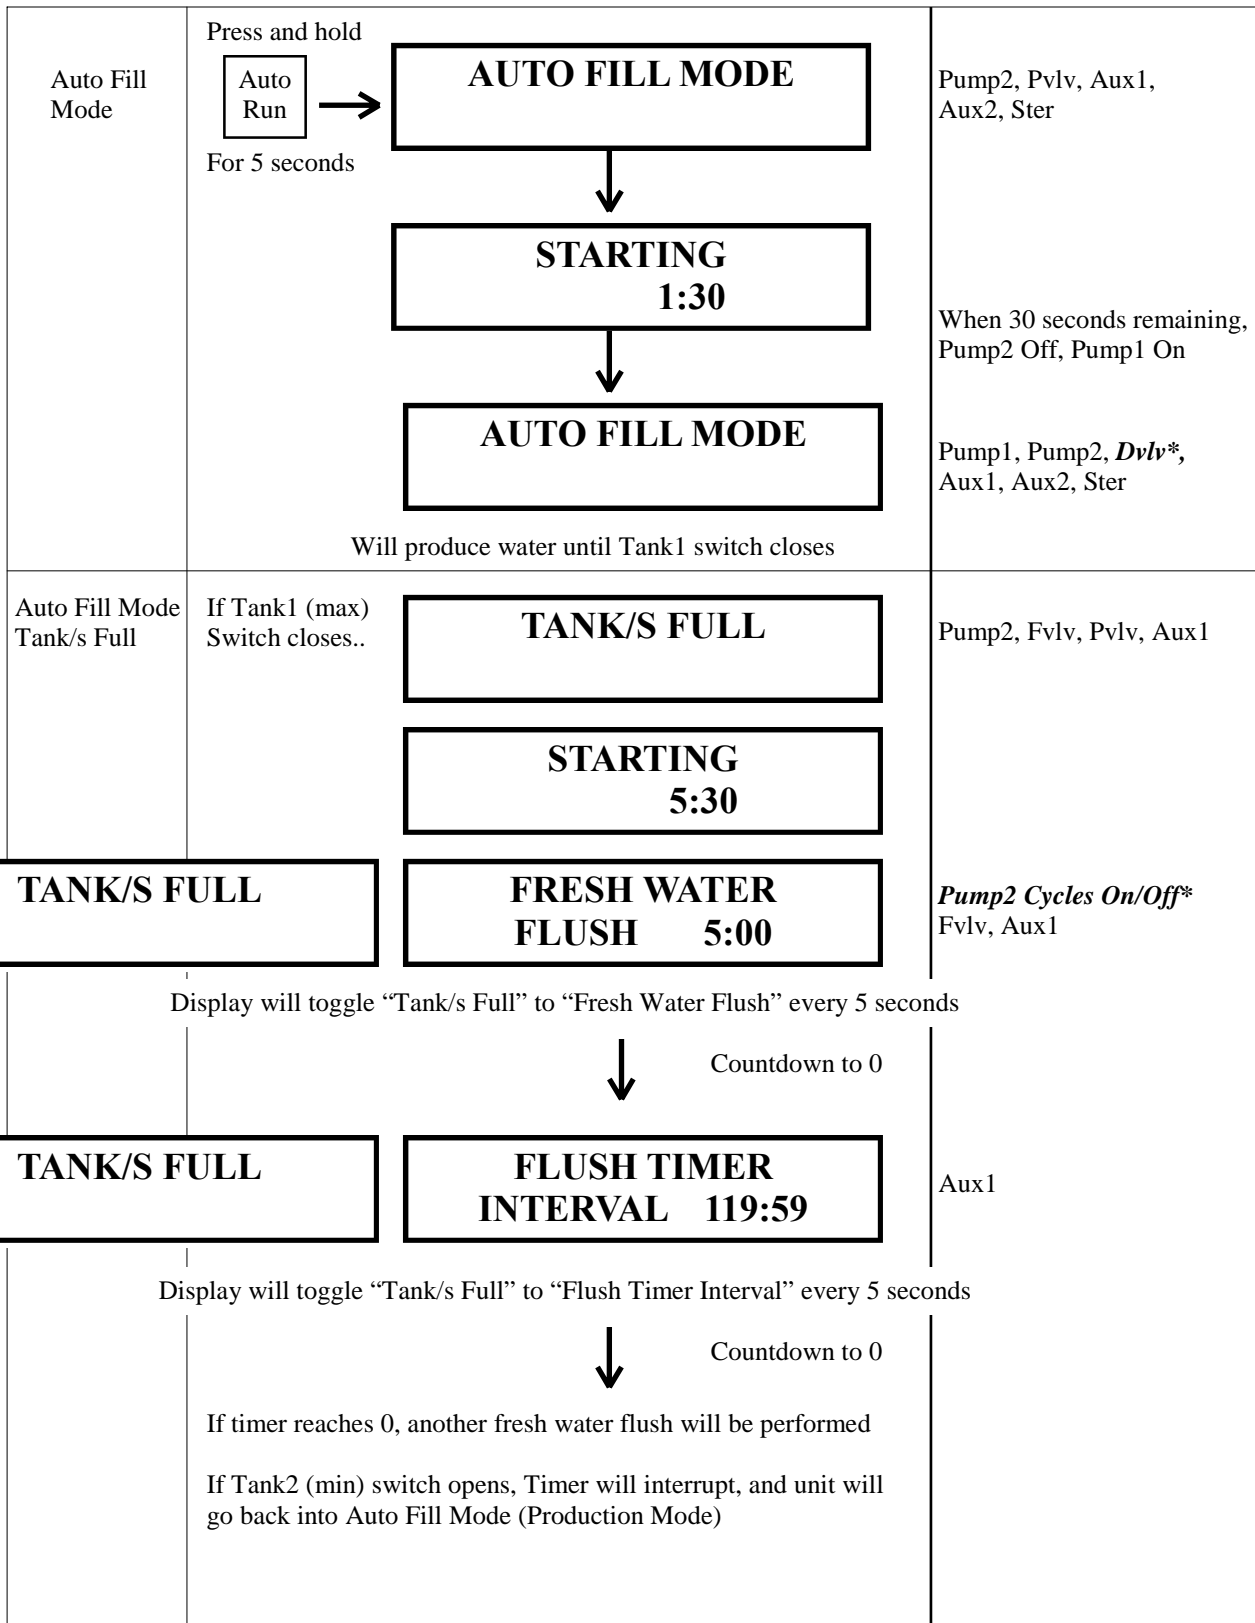 Auto Fill
Mode
Press and hold
Auto
Run
For 5 seconds
AUTO FILL MODE
Pump2, Pvlv, Aux1,
Aux2, Ster
STARTING
1:30
When 30 seconds remaining,
Pump2 Off, Pump1 On
AUTO FILL MODE
Pump1, Pump2, Dvlv*,
Aux1, Aux2, Ster
Will produce water until Tank1 switch closes
Auto Fill Mode
Tank/s Full
If Tank1 (max)
Switch closes..
TANK/S FULL
Pump2, Fvlv, Pvlv, Aux1
STARTING
5:30
TANK/S FULL
FRESH WATER
FLUSH 5:00
Pump2 Cycles On/Off*
Fvlv, Aux1
Display will toggle “Tank/s Full” to “Fresh Water Flush” every 5 seconds
Countdown to 0
TANK/S FULL
FLUSH TIMER
INTERVAL 119:59
Aux1
Display will toggle “Tank/s Full” to “Flush Timer Interval” every 5 seconds
Countdown to 0
If timer reaches 0, another fresh water flush will be performed
If Tank2 (min) switch opens, Timer will interrupt, and unit will
go back into Auto Fill Mode (Production Mode)